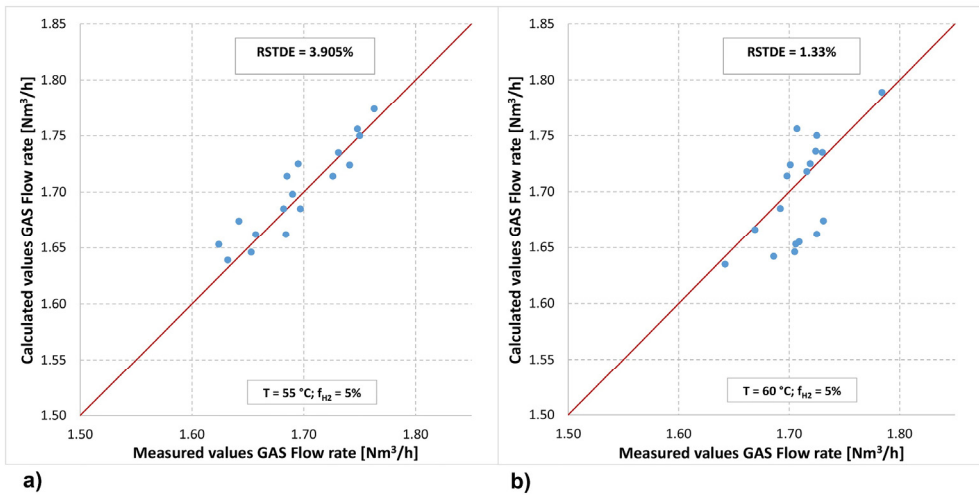 RSTDE = 3.905%
Calculated values GAS Flow rate [Nm³/h]
1.85
1.80
1.75
1.70
1.65
1.60
1.55
1.50
T = 55 °C; fH2 = 5%
1.50 1.60 1.70 1.80
Measured values GAS Flow rate [Nm³/h]
a)
RSTDE = 1.33%
Calculated values GAS Flow rate [Nm³/h]
1.85
1.80
1.75
1.70
1.65
1.60
1.55
1.50
T = 60 °C; fH2 = 5%
1.50 1.60 1.70 1.80
Measured values GAS Flow rate [Nm³/h]
b)